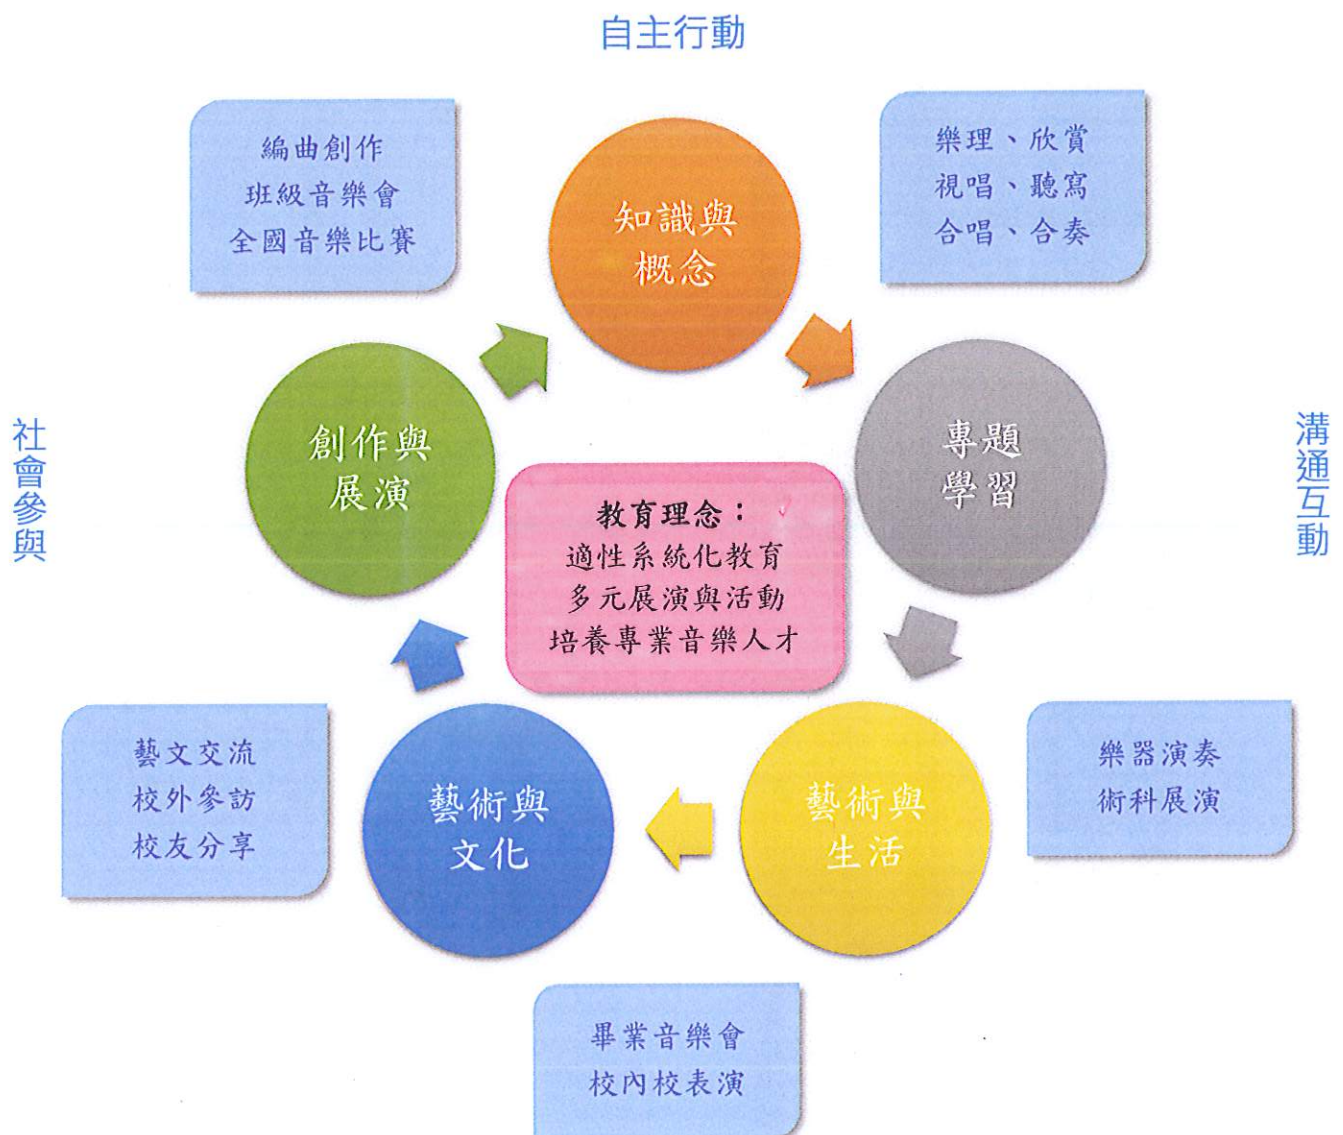 自主行動
編曲創作
班級音樂會
全國音樂比賽
知識與
概念
樂理、欣賞
視唱、聽寫
合唱、合奏
社會參與
創作與
展演
教育理念：
適性系統化教育
多元展演與活動
培養專業音樂人才
專題
學習
溝通互動
藝文交流
校外參訪
校友分享
藝術與
文化
藝術與
生活
樂器演奏
術科展演
畢業音樂會
校內校表演